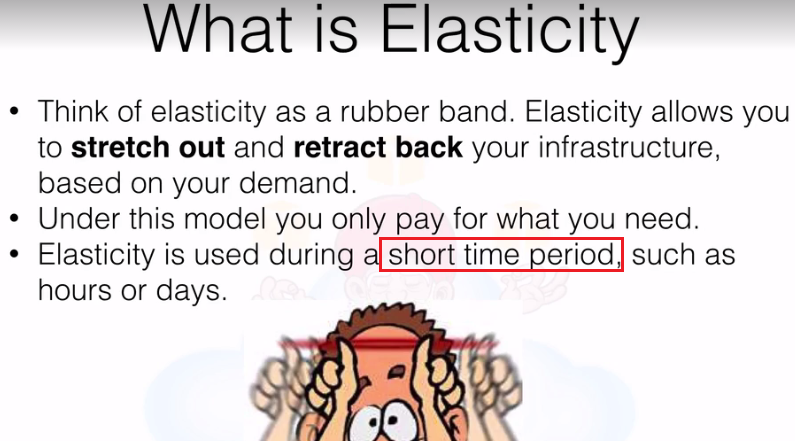 What is Elasticity
• Think of elasticity as a rubber band. Elasticity allows you
to stretch out and retract back your infrastructure,
based on your demand.
• Under this model you only pay for what you need.
• Elasticity is used during a short time period, such as
hours or days.